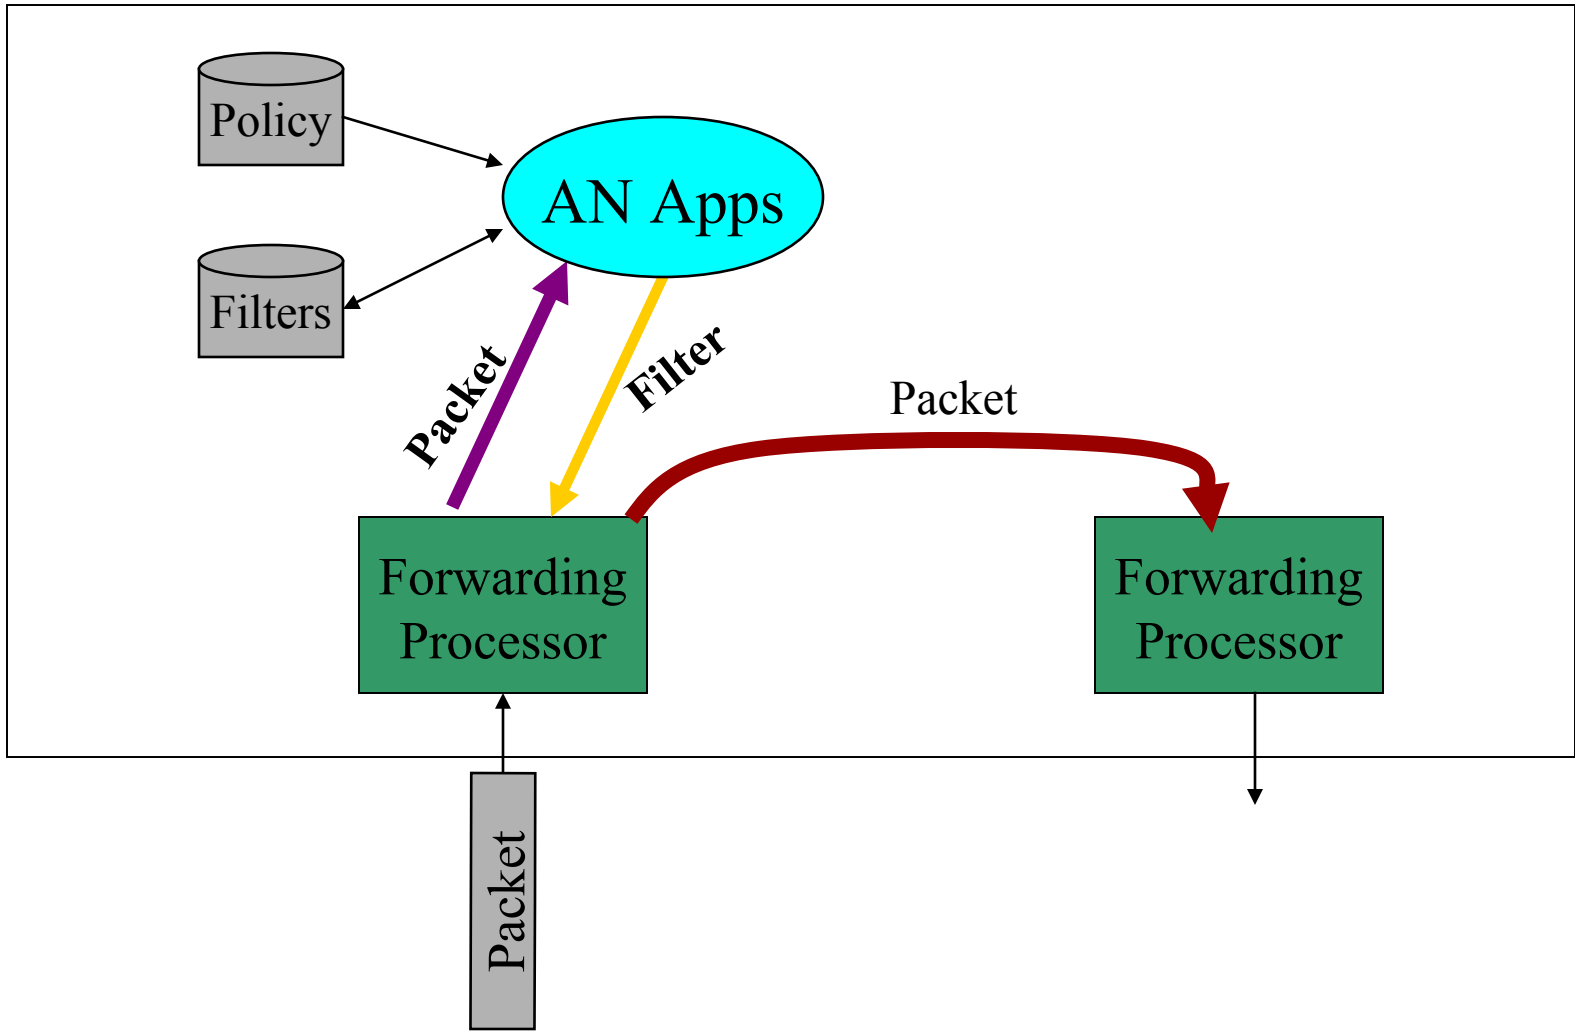 Policy
AN Apps
Filters
Packet
Filter
Packet
Forwarding
Processor
Forwarding
Processor
Packet